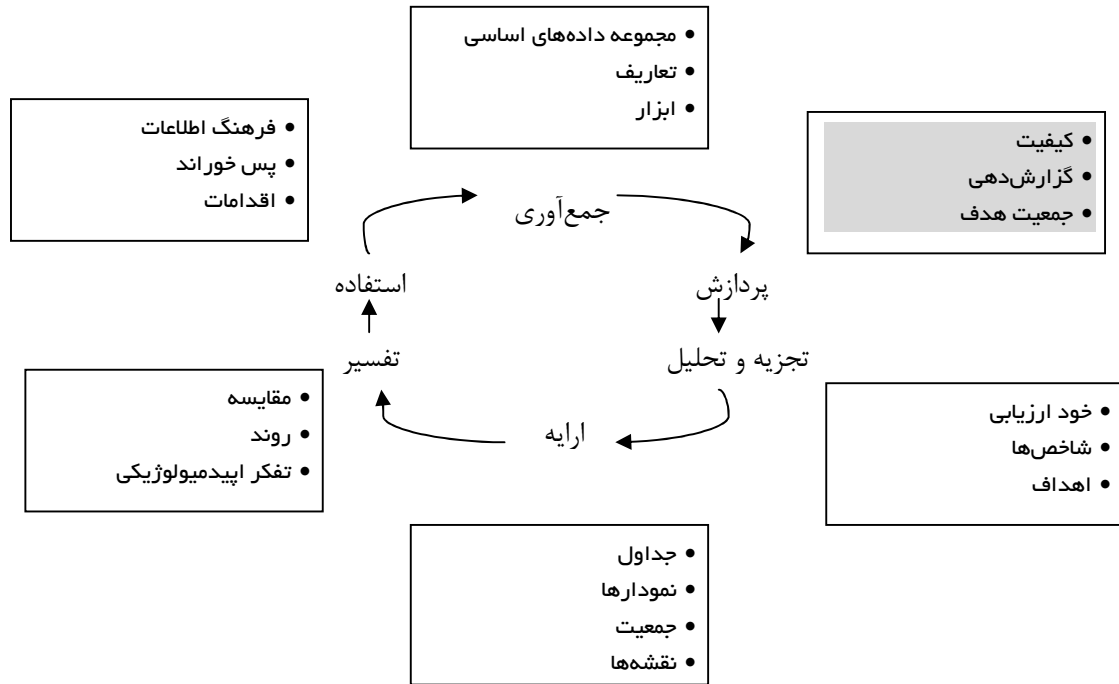 • مجموعه داده‌های اساسی
• تعاریف
• ابزار
• فرهنگ اطلاعات
• پس خوراند
• اقدامات
• کیفیت
• گزارش‌دهی
• جمعیت هدف
جمع‌آوری
استفاده
پردازش
تفسیر
تجزیه و تحلیل
ارایه
• مقایسه
• روند
• تفکر اپیدمیولوژیکی
• خود ارزیابی
• شاخص‌ها
• اهداف
• جداول
• نمودارها
• جمعیت
• نقشه‌ها